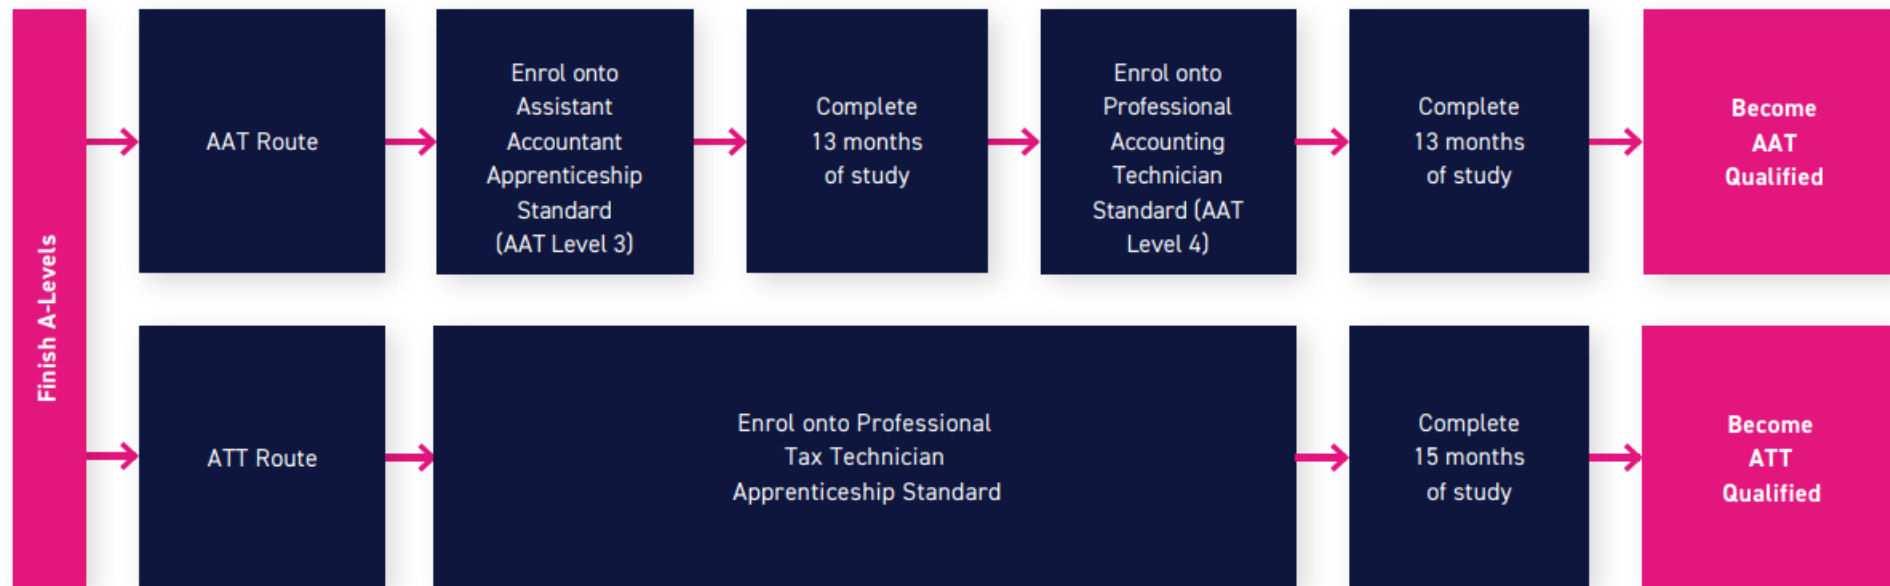 Finish A-Levels
AAT Route
Enrol onto
Assistant
Accountant
Apprenticeship
Standard
(AAT Level 3)
Complete
13 months
of study
Enrol onto
Professional
Accounting
Technician
Standard (AAT
Level 4)
Complete
13 months
of study
Become
AAT
Qualified
ATT Route
Enrol onto Professional
Tax Technician
Apprenticeship Standard
Complete
15 months
of study
Become
ATT
Qualified